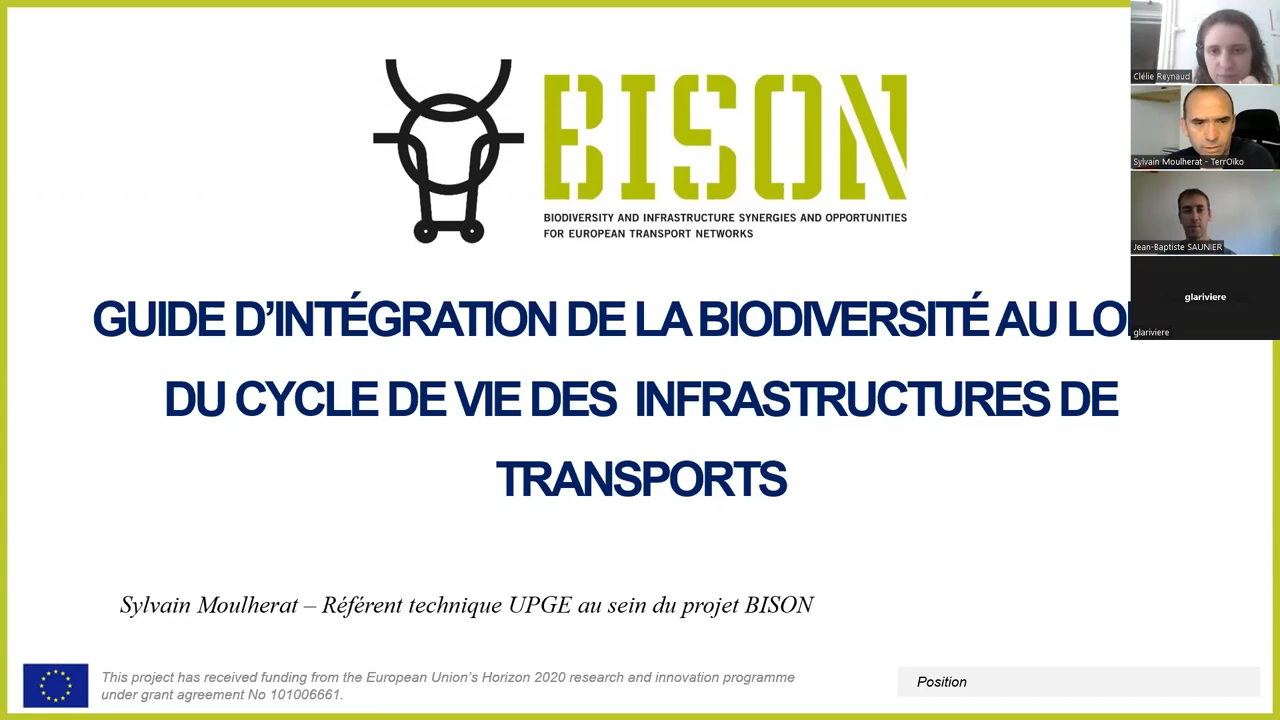 BISON
BIODIVERSITY AND INFRASTRUCTURE SYNERGIES AND OPPORTUNITIES
FOR EUROPEAN TRANSPORT NETWORKS
GUIDE D’INTÉGRATION DE LA BIODIVERSITÉ AU
DU CYCLE DE VIE DES INFRASTRUCTURES DE
TRANSPORTS
Sylvain Moulherat – Référent technique UPGE au sein du projet BISON
This project has received funding from the European Union’s Horizon 2020 research and innovation programme
under grant agreement No 101006661.
Position
Clélie Reynaud
Sylvain Moulherat - TerrOïko
Jean-Baptiste SAUNIER
glariviere
glariviere